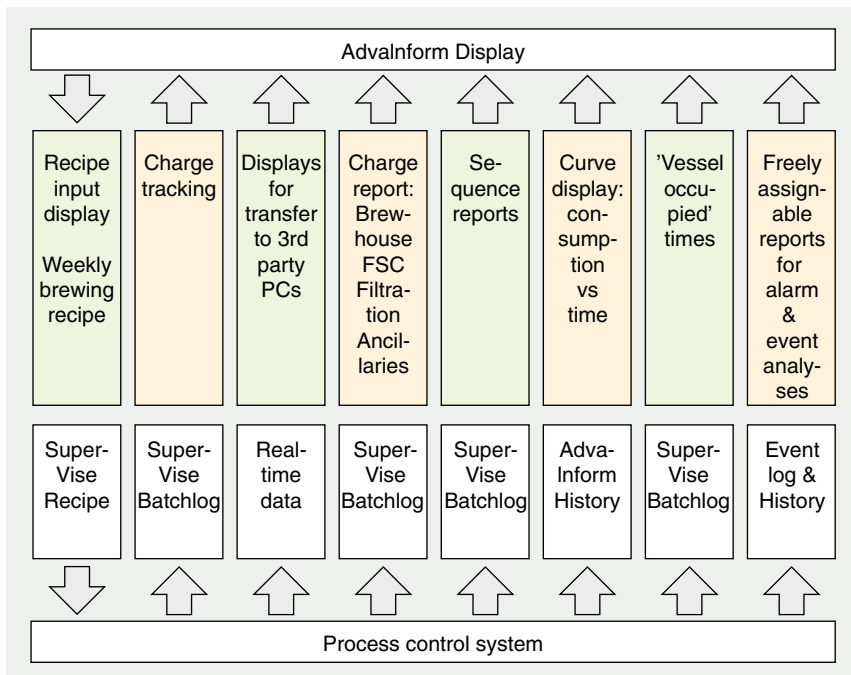 AdvaInform Display
Recipe
input
display
Weekly
brewing
recipe
Charge
tracking
Displays
for
transfer
to 3rd
party
PCs
Charge
report:
Brew-
house
FSC
Filtra-
tion
Ancil-
laries
Se-
quence
reports
Curve
display:
con-
sump-
tion
vs
time
'Vessel
occu-
pied'
times
Freely
assign-
able
reports
for
alarm
&
event
analy-
ses
Super-
Vise
Recipe
Super-
Vise
Batchlog
Real-
time
data
Super-
Vise
Batchlog
Super-
Vise
Batchlog
Adva-
Inform
History
Super-
Vise
Batchlog
Event
log &
History
Process control system